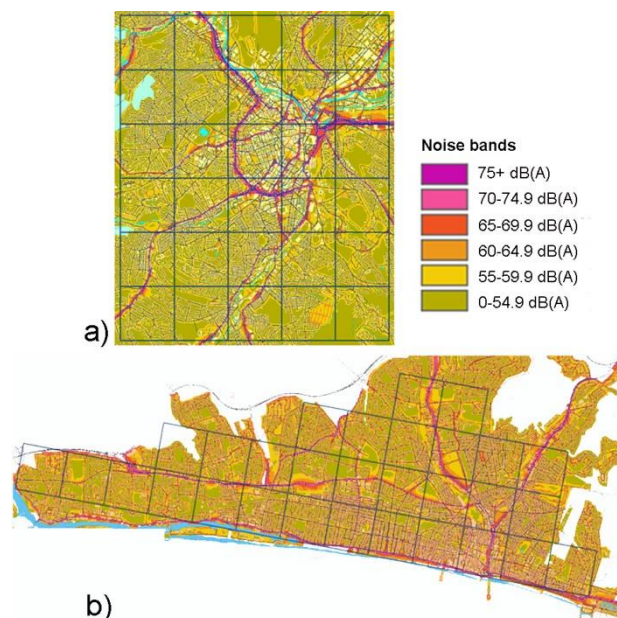 Noise bands
75+ dB(A)
70-74.9 dB(A)
65-69.9 dB(A)
60-64.9 dB(A)
55-59.9 dB(A)
0-54.9 dB(A)
a)
b)